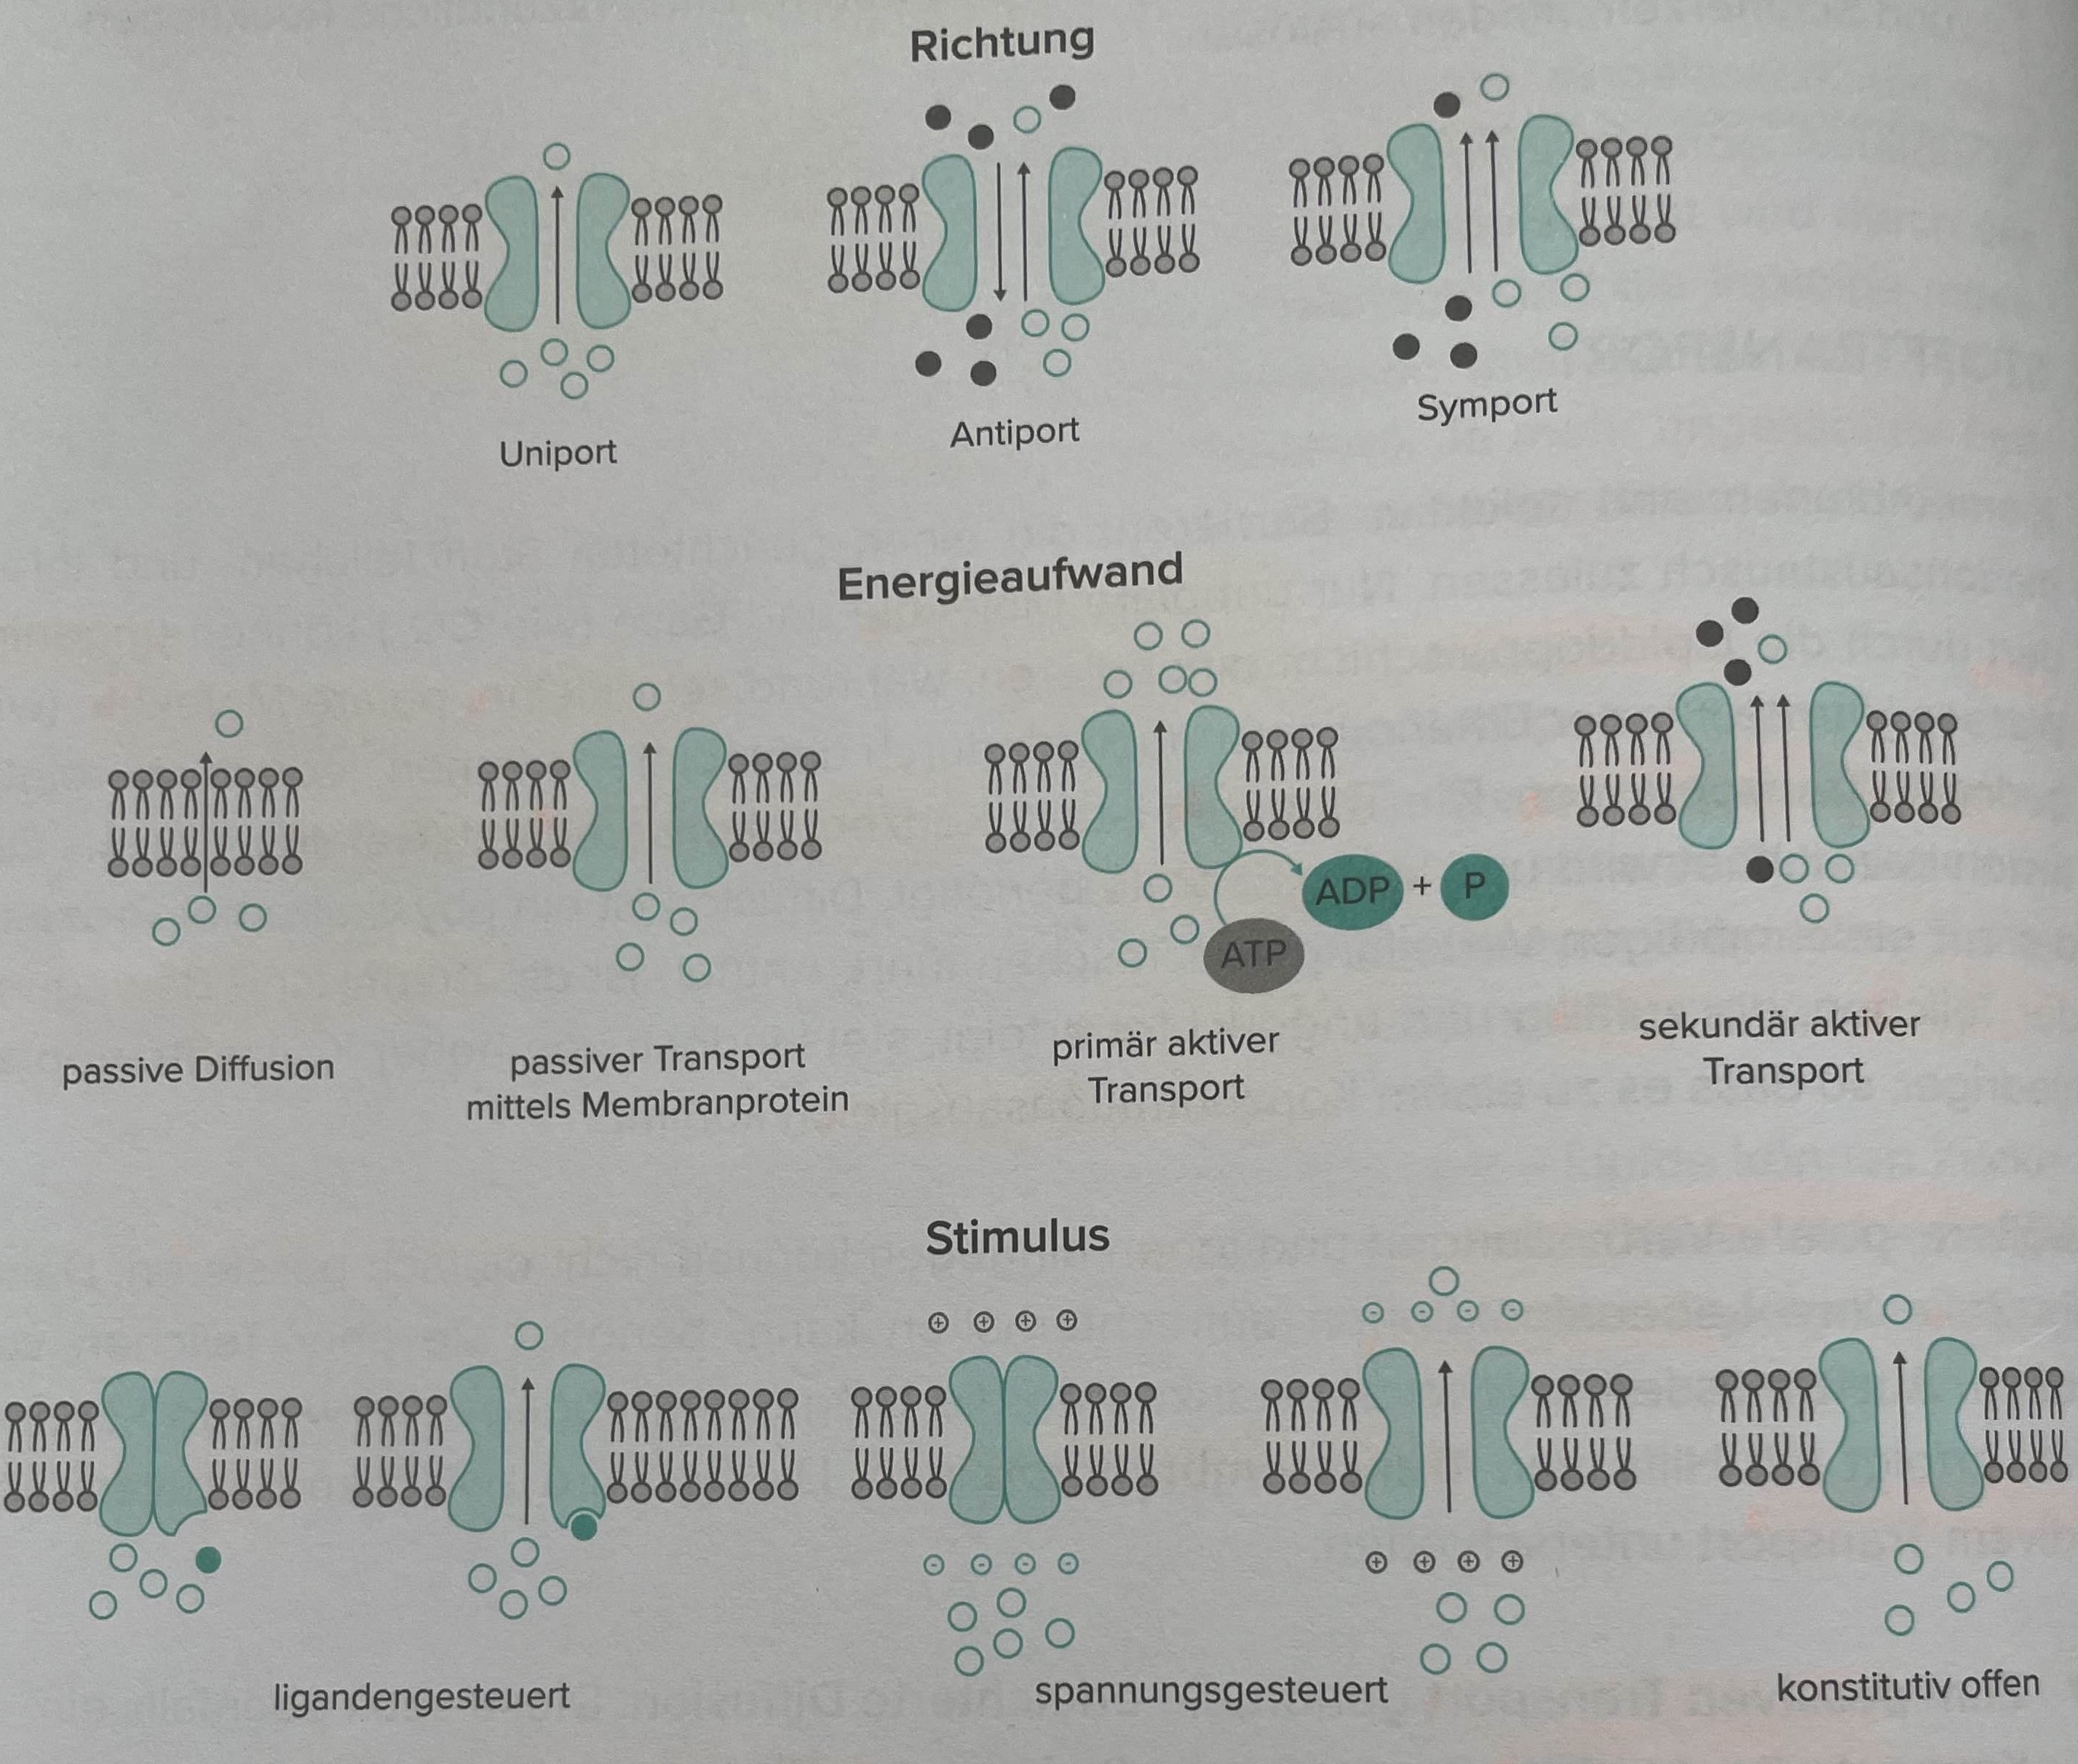 Richtung
Uniport
Antiport
Symport
Energieaufwand
ADP + P
ATP
passive Diffusion
passiver Transport
mittels Membranprotein
primär aktiver
Transport
sekundär aktiver
Transport
Stimulus
+ + + +
- - - -
- - - -
+ + + +
ligandengesteuert
spannungsgesteuert
konstitutiv offen